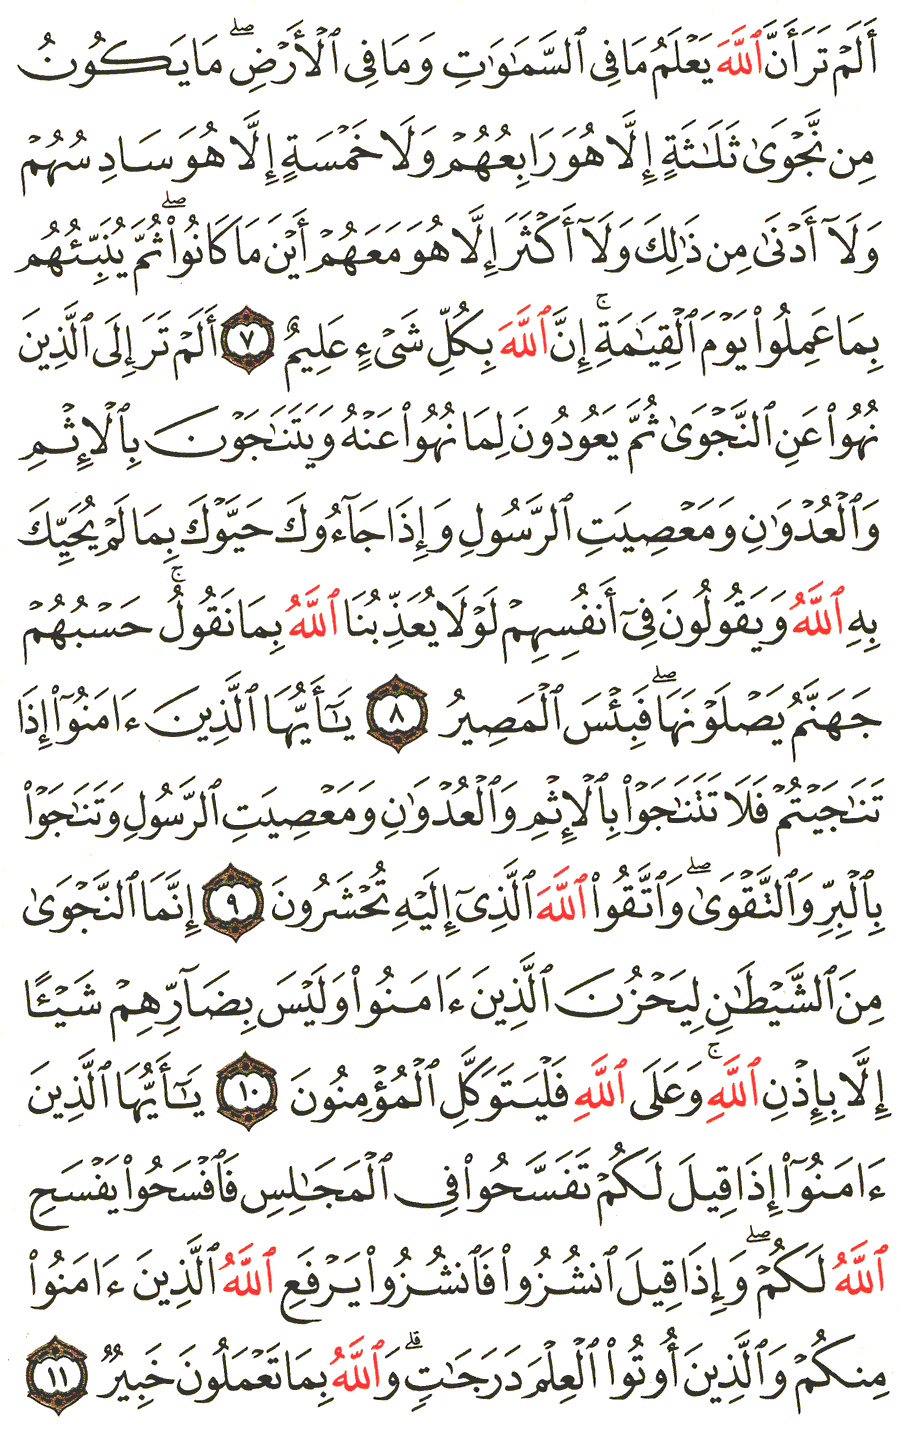 أَلَمۡ تَرَ أَنَّ ٱللَّهَ يَعۡلَمُ مَا فِي ٱلسَّمَٰوَٰتِ وَمَا فِي ٱلۡأَرۡضِۖ مَا يَكُونُ
مِن نَّجۡوَىٰ ثَلَٰثَةٍ إِلَّا هُوَ رَابِعُهُمۡ وَلَا خَمۡسَةٍ إِلَّا هُوَ سَادِسُهُمۡ
وَلَآ أَدۡنَىٰ مِن ذَٰلِكَ وَلَآ أَكۡثَرَ إِلَّا هُوَ مَعَهُمۡ أَيۡنَ مَا كَانُواْۖ ثُمَّ يُنَبِّئُهُم
بِمَا عَمِلُواْ يَوۡمَ ٱلۡقِيَٰمَةِۚ إِنَّ ٱللَّهَ بِكُلِّ شَيۡءٍ عَلِيمٌ ٧ أَلَمۡ تَرَ إِلَى ٱلَّذِينَ
نُهُواْ عَنِ ٱلنَّجۡوَىٰ ثُمَّ يَعُودُونَ لِمَا نُهُواْ عَنۡهُ وَيَتَنَٰجَوۡنَ بِٱلۡإِثۡمِ
وَٱلۡعُدۡوَٰنِ وَمَعۡصِيَتِ ٱلرَّسُولِ وَإِذَا جَآءُوكَ حَيَّوۡكَ بِمَا لَمۡ يُحَيِّكَ
بِهِ ٱللَّهُ وَيَقُولُونَ فِيٓ أَنفُسِهِمۡ لَوۡلَا يُعَذِّبُنَا ٱللَّهُ بِمَا نَقُولُۚ حَسۡبُهُمۡ
جَهَنَّمُ يَصۡلَوۡنَهَاۖ فَبِئۡسَ ٱلۡمَصِيرُ ٨ يَٰٓأَيُّهَا ٱلَّذِينَ ءَامَنُوٓاْ إِذَا
تَنَٰجَيۡتُمۡ فَلَا تَتَنَٰجَوۡاْ بِٱلۡإِثۡمِ وَٱلۡعُدۡوَٰنِ وَمَعۡصِيَتِ ٱلرَّسُولِ وَتَنَٰجَوۡاْ
بِٱلۡبِرِّ وَٱلتَّقۡوَىٰۖ وَٱتَّقُواْ ٱللَّهَ ٱلَّذِيٓ إِلَيۡهِ تُحۡشَرُونَ ٩ إِنَّمَا ٱلنَّجۡوَىٰ
مِنَ ٱلشَّيۡطَٰنِ لِيَحۡزُنَ ٱلَّذِينَ ءَامَنُواْ وَلَيۡسَ بِضَآرِّهِمۡ شَيۡـًٔا
إِلَّا بِإِذۡنِ ٱللَّهِۚ وَعَلَى ٱللَّهِ فَلۡيَتَوَكَّلِ ٱلۡمُؤۡمِنُونَ ١٠ يَٰٓأَيُّهَا ٱلَّذِينَ
ءَامَنُوٓاْ إِذَا قِيلَ لَكُمۡ تَفَسَّحُواْ فِي ٱلۡمَجَٰلِسِ فَٱفۡسَحُواْ يَفۡسَحِ
ٱللَّهُ لَكُمۡۖ وَإِذَا قِيلَ ٱنشُزُواْ فَٱنشُزُواْ يَرۡفَعِ ٱللَّهُ ٱلَّذِينَ ءَامَنُواْ
مِنكُمۡ وَٱلَّذِينَ أُوتُواْ ٱلۡعِلۡمَ دَرَجَٰتٖۗ وَٱللَّهُ بِمَا تَعۡمَلُونَ خَبِيرٞ ١١